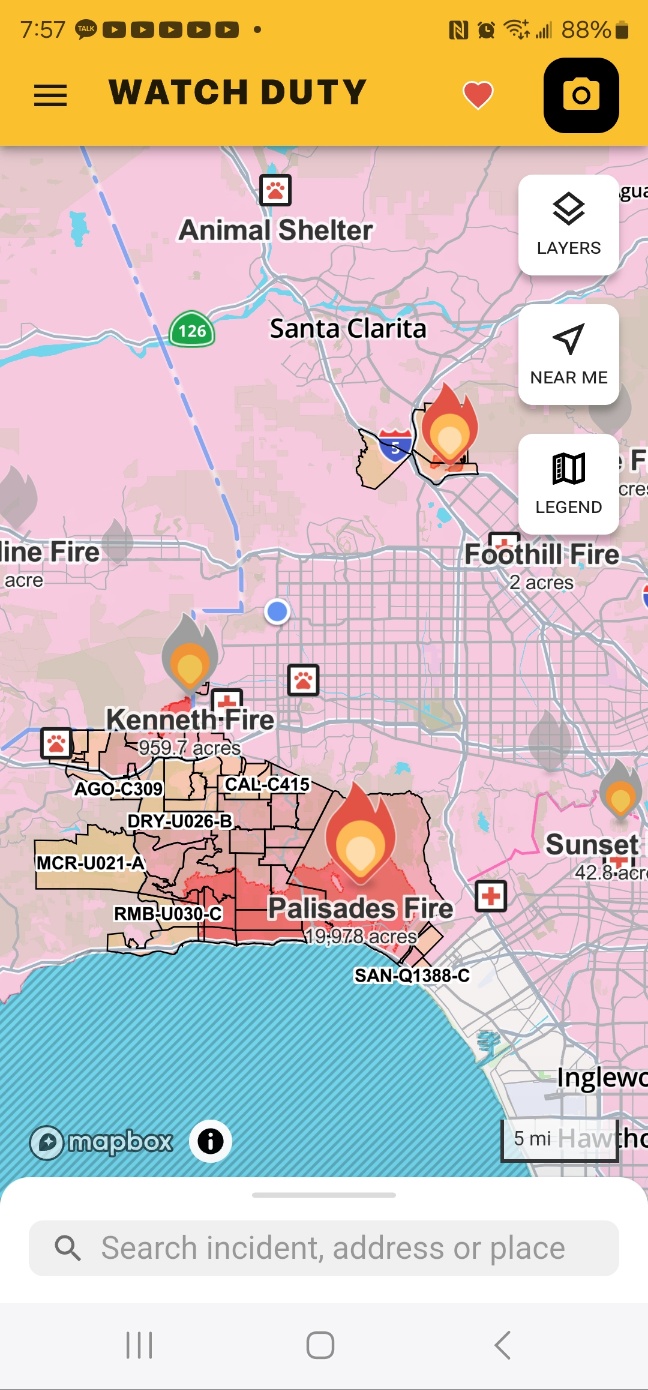 7:57
TALK
88%
WATCH DUTY
Animal Shelter
LAYERS
126
Santa Clarita
NEAR ME
5
LEGEND
line Fire
acre
Foothill Fire
2 acres
Kenneth Fire
959.7 acres
AGO-C309
CAL-C415
DRY-U026-B
MCR-U021-A
Sunset
42.8 acre
RMB-U030-C
Palisades Fire
19,978 acres
SAN-Q1388-C
Inglewo
mapbox
5 mi
Hawtho
Search incident, address or place